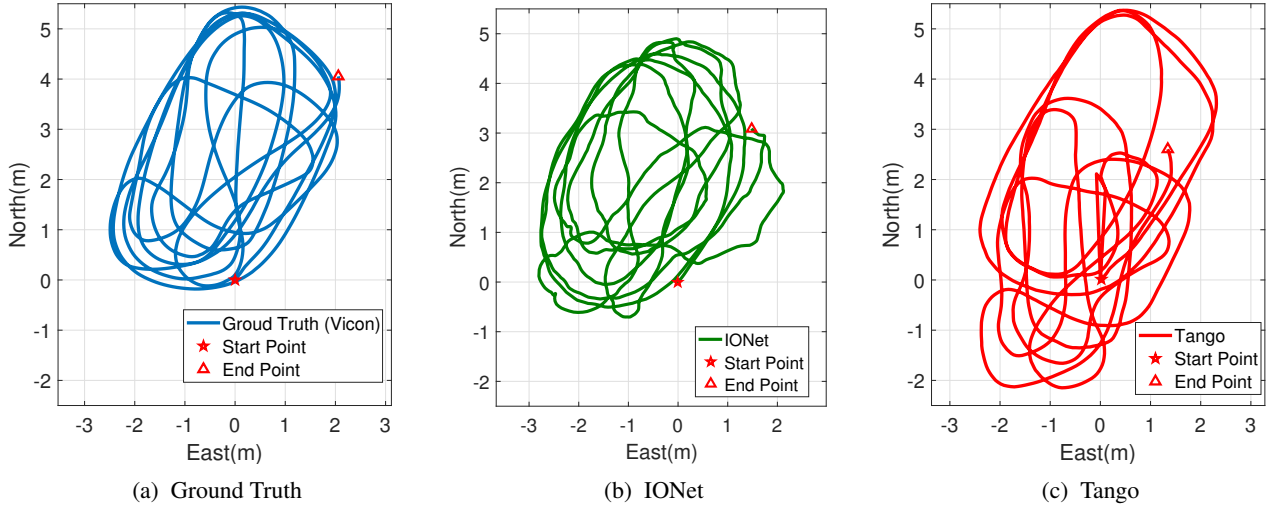 5
4
3
2
1
0
-1
-2
North(m)
-3 -2 -1 0 1 2 3
East(m)
Groud Truth (Vicon)
Start Point
End Point
(a) Ground Truth
5
4
3
2
1
0
-1
-2
North(m)
-3 -2 -1 0 1 2
East(m)
IONet
Start Point
End Point
(b) IONet
5
4
3
2
1
0
-1
-2
North(m)
-3 -2 -1 0 1 2 3
East(m)
Tango
Start Point
End Point
(c) Tango